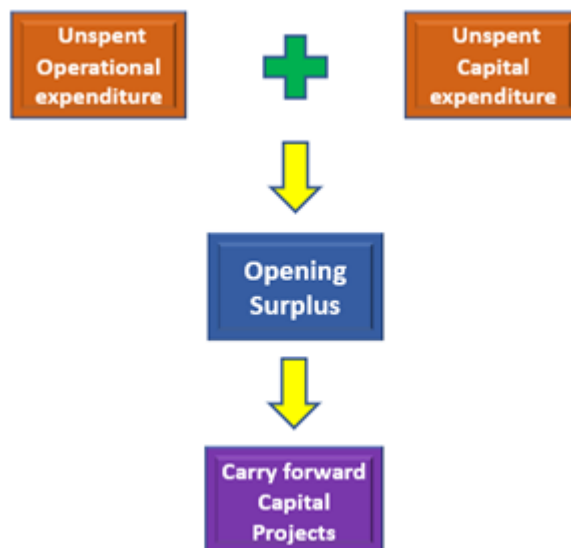 Unspent
Operational
expenditure
Unspent
Capital
expenditure
Opening
Surplus
Carry forward
Capital
Projects